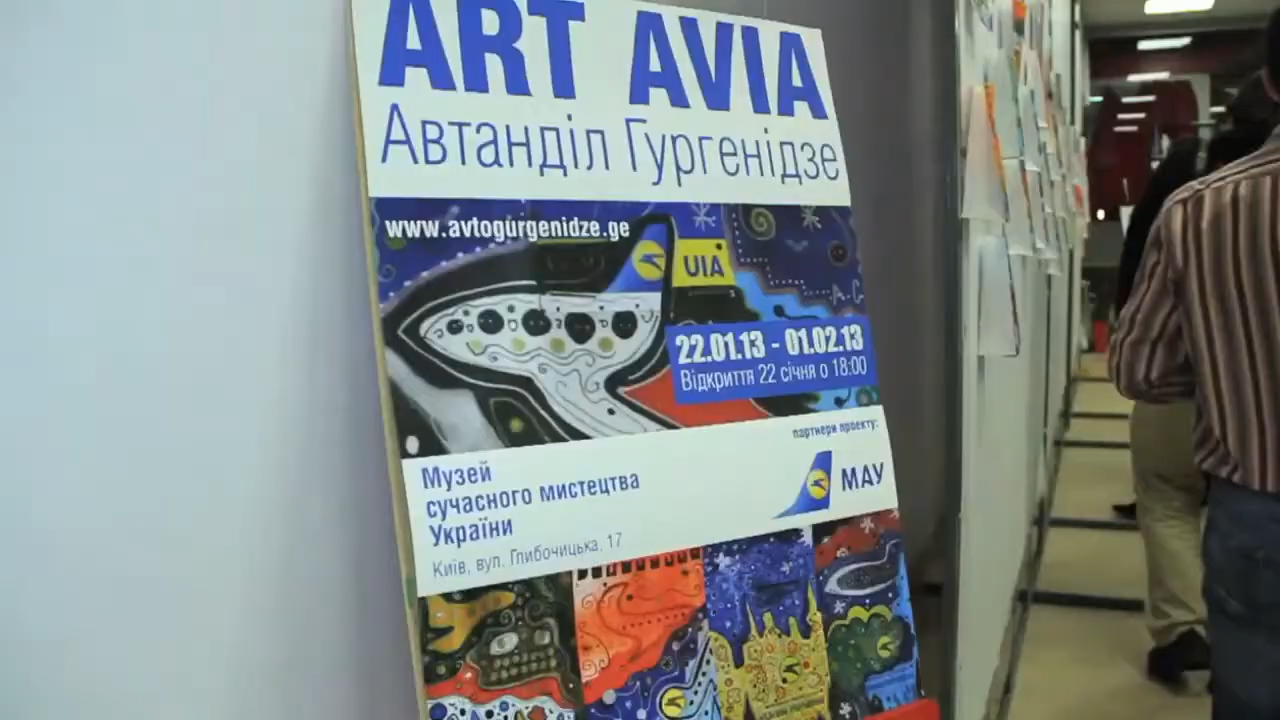 ART AVIA
Автанділ Гургенідзе
www.avtogurgenidze.ge
UIA
22.01.13 - 01.02.13
Відкриття 22 січня о 18:00
партнери проекту:
МАУ
Музей
сучасного мистецтва
України
Київ, вул. Глибочицька, 17